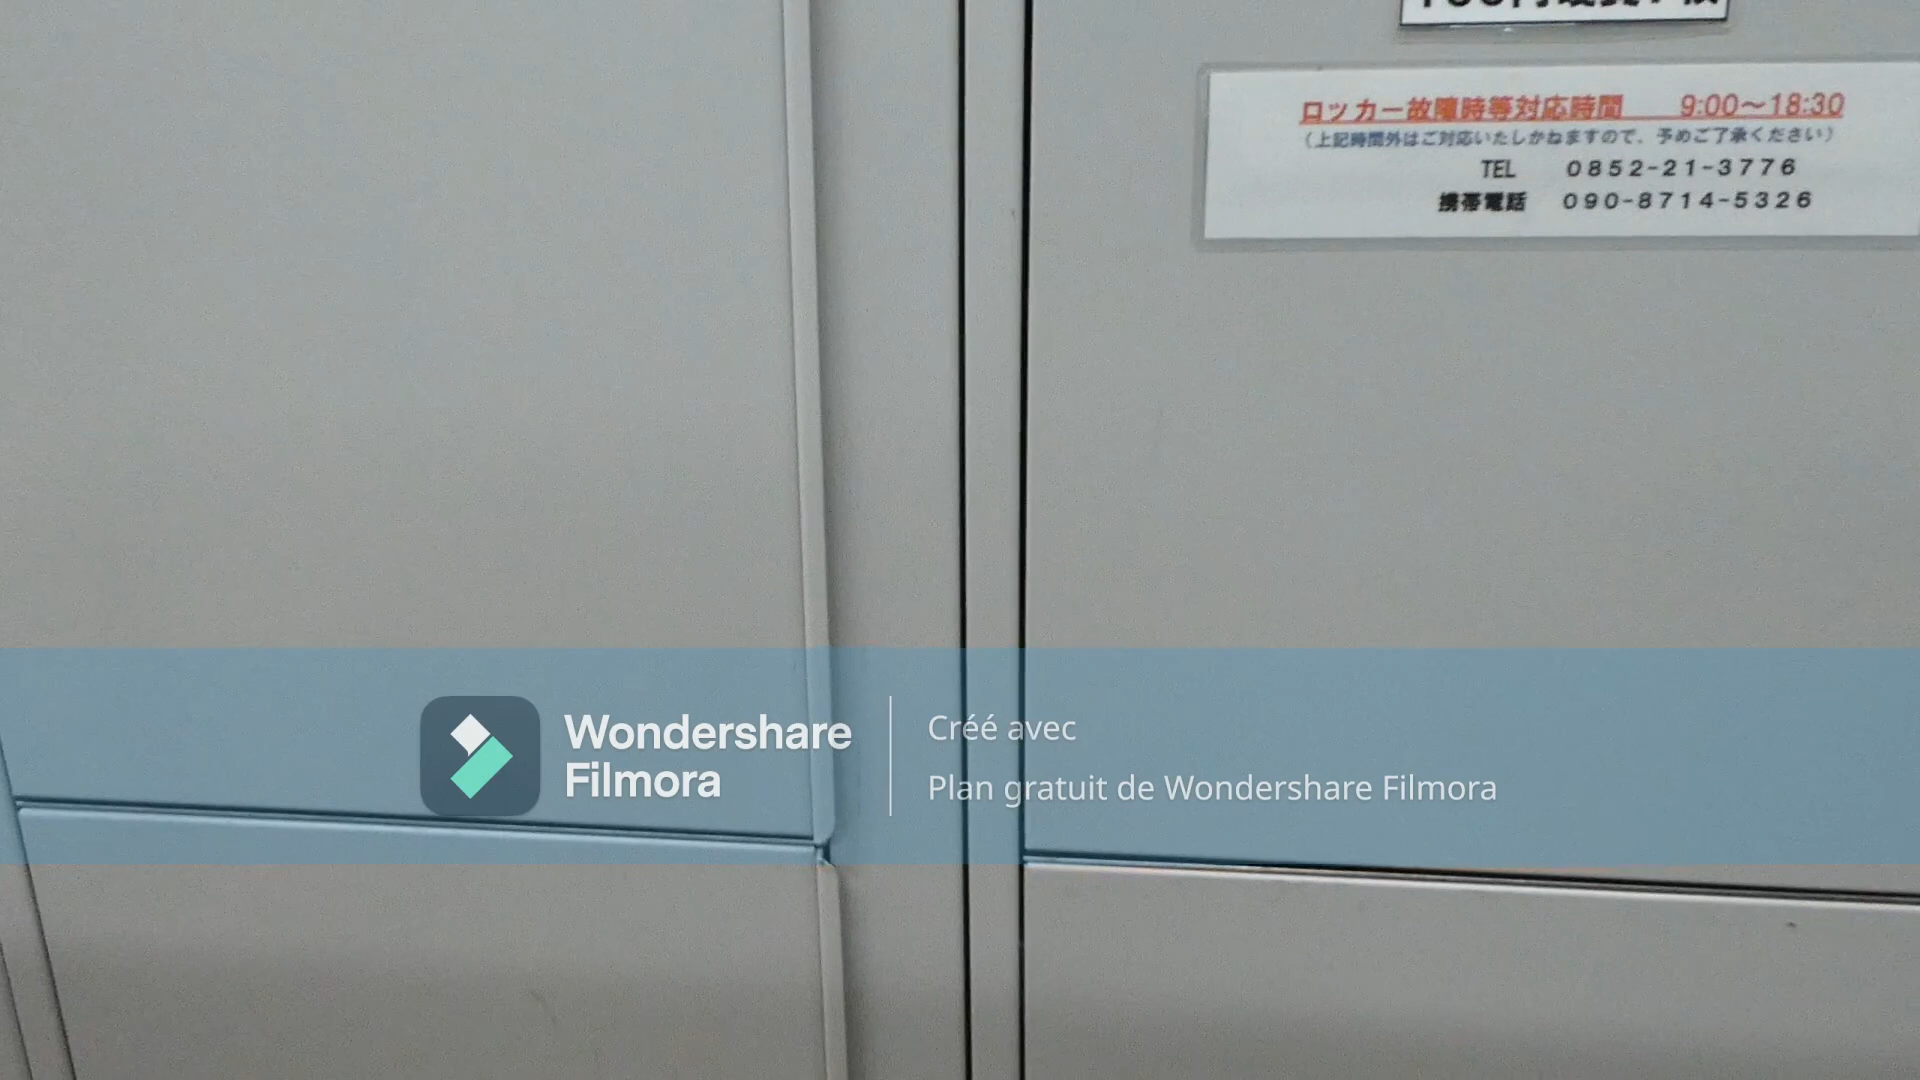 ロッカー故障時等対応時間 9:00～18:30
（上記時間外はご対応いたしかねますので、予めご了承ください）
TEL 0852-21-3776
携帯電話 090-8714-5326
Wondershare
Filmora
Créé avec
Plan gratuit de Wondershare Filmora